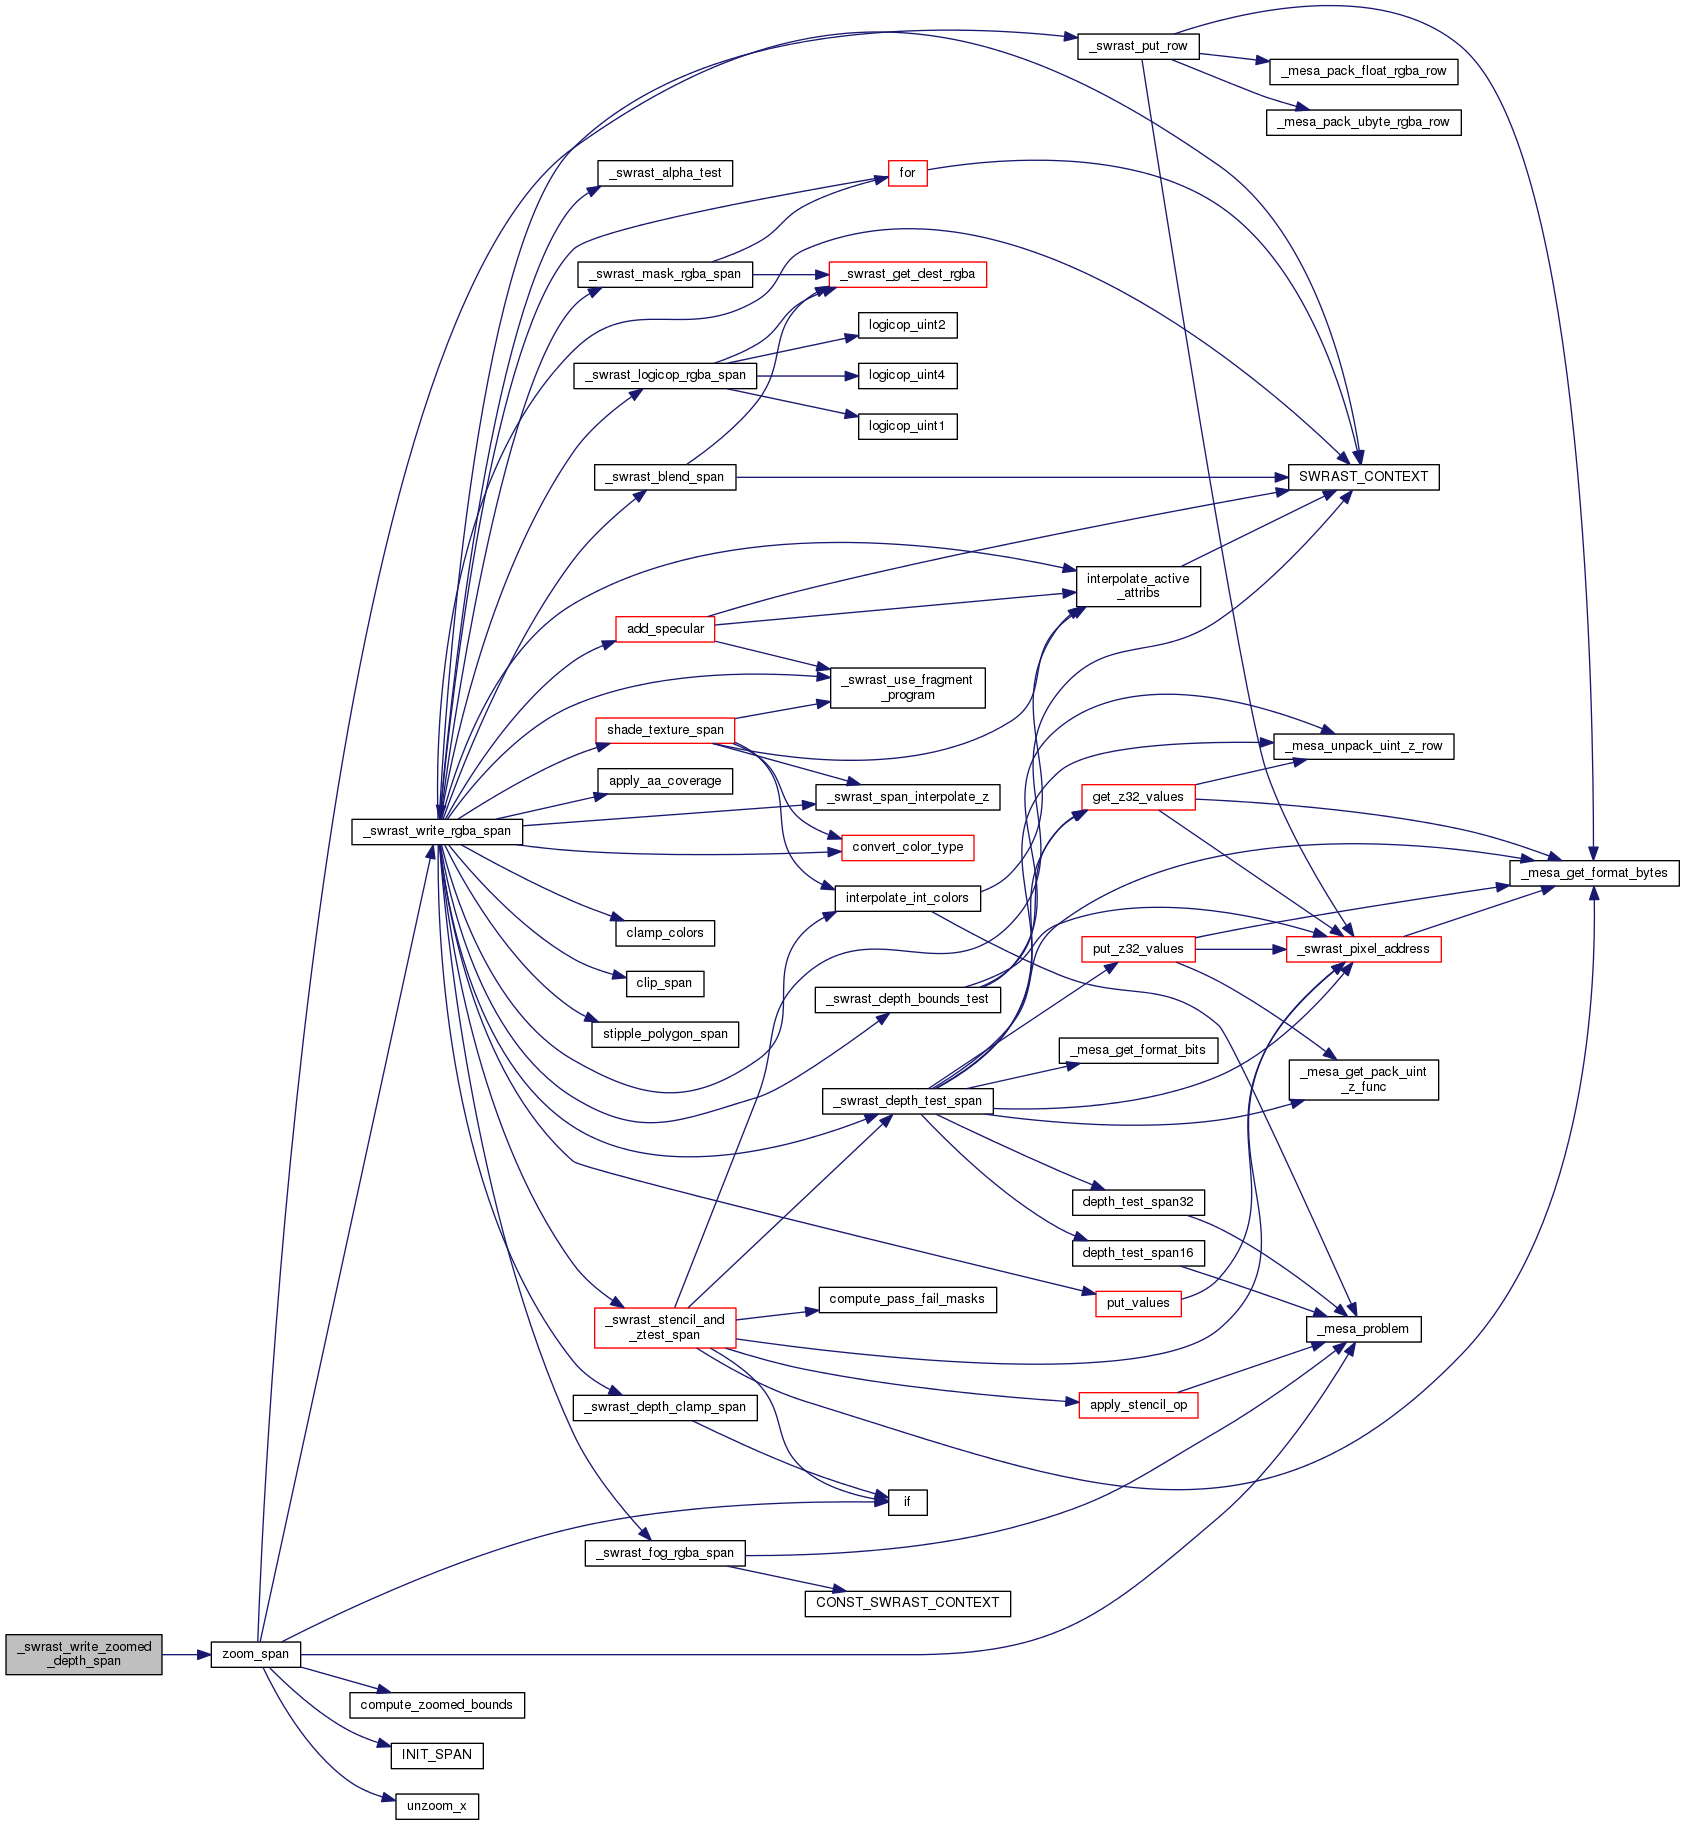 _swrast_put_row
_mesa_pack_float_rgba_row
_mesa_pack_ubyte_rgba_row
_swrast_alpha_test
for
_swrast_mask_rgba_span
_swrast_get_dest_rgba
logicop_uint2
_swrast_logicop_rgba_span
logicop_uint4
logicop_uint1
_swrast_blend_span
SWRAST_CONTEXT
interpolate_active
_attribs
add_specular
_swrast_use_fragment
_program
shade_texture_span
_mesa_unpack_uint_z_row
apply_aa_coverage
_swrast_span_interpolate_z
get_z32_values
_swrast_write_rgba_span
convert_color_type
_mesa_get_format_bytes
interpolate_int_colors
clamp_colors
put_z32_values
_swrast_pixel_address
clip_span
_swrast_depth_bounds_test
stipple_polygon_span
_mesa_get_format_bits
_mesa_get_pack_uint
_z_func
_swrast_depth_test_span
depth_test_span32
depth_test_span16
compute_pass_fail_masks
put_values
_swrast_stencil_and
_ztest_span
_mesa_problem
_swrast_depth_clamp_span
apply_stencil_op
if
_swrast_fog_rgba_span
CONST_SWRAST_CONTEXT
_swrast_write_zoomed
_depth_span
zoom_span
compute_zoomed_bounds
INIT_SPAN
unzoom_x